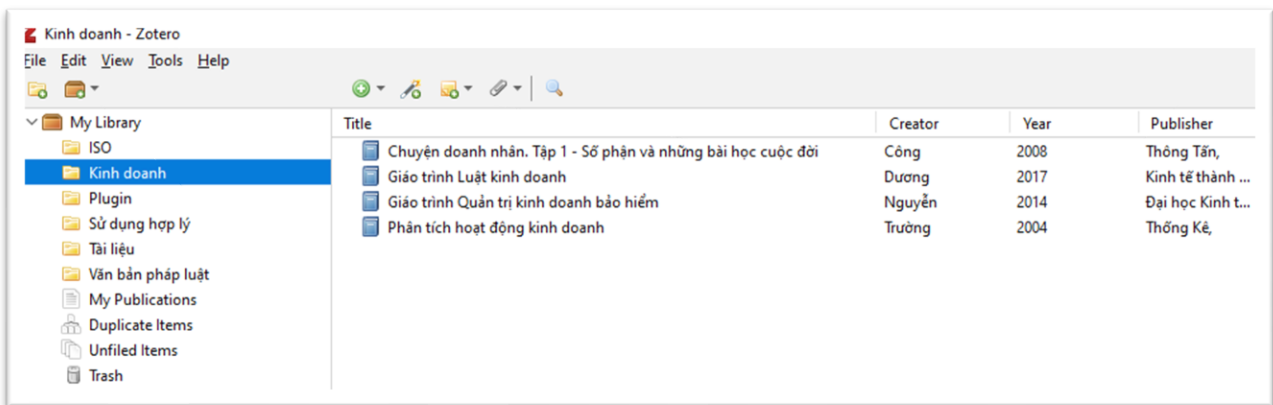 Kinh doanh - Zotero
File Edit View Tools Help
My Library
ISO
Kinh doanh
Plugin
Sử dụng hợp lý
Tài liệu
Văn bản pháp luật
My Publications
Duplicate Items
Unfiled Items
Trash
Title Creator Year Publisher
Chuyện doanh nhân. Tập 1 - Số phận và những bài học cuộc đời Công 2008 Thông Tấn,
Giáo trình Luật kinh doanh Dương 2017 Kinh tế thành ...
Giáo trình Quản trị kinh doanh bảo hiểm Nguyễn 2014 Đại học Kinh t...
Phân tích hoạt động kinh doanh Trường 2004 Thống Kê,